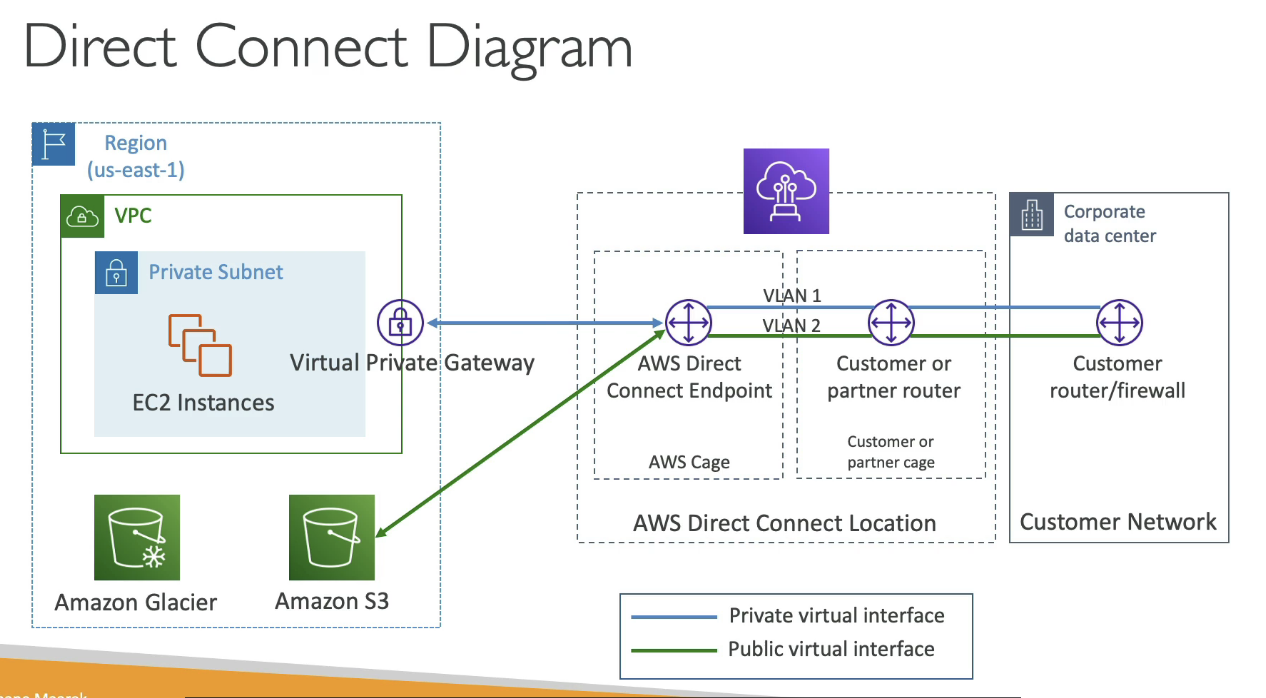 Direct Connect Diagram
Region
(us-east-1)
VPC
Private Subnet
EC2 Instances
Virtual Private Gateway
Amazon Glacier
Amazon S3
VLAN 1
VLAN 2
AWS Direct
Connect Endpoint
AWS Cage
Customer or
partner router
Customer or
partner cage
AWS Direct Connect Location
Corporate
data center
Customer
router/firewall
Customer Network
Private virtual interface
Public virtual interface